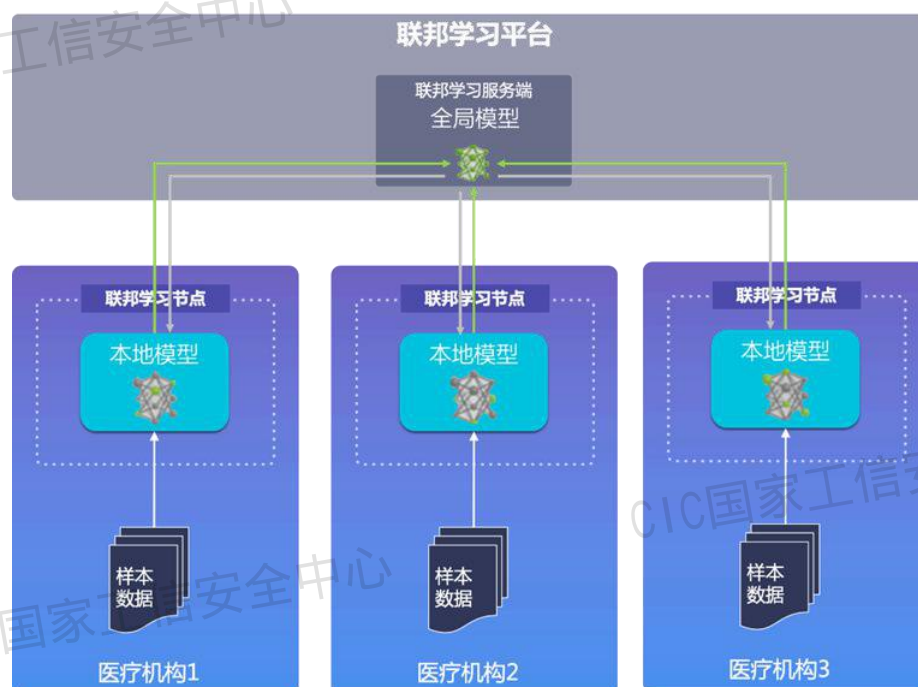 工信安全中心
联邦学习平台
联邦学习服务端
全局模型
联邦学习节点
联邦学习节点
联邦学习节点
本地模型
本地模型
本地模型
CIC国家工信安
样本
数据
样本
数据
样本
数据
国家工信安全中心
医疗机构1
医疗机构2
医疗机构3